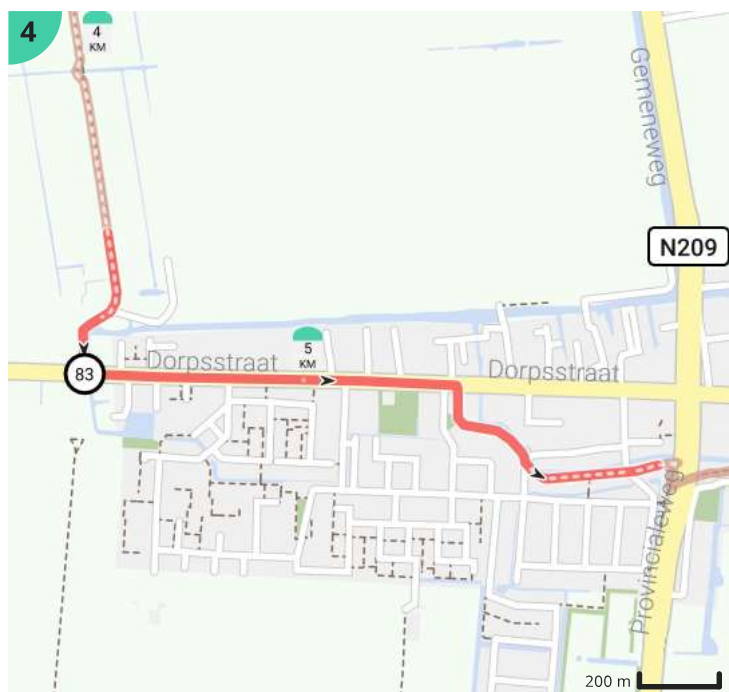 4
4
KM
Gemeneweg
N209
5
KM
Dorpsstraat
Dorpsstraat
83
Provincialeweg
200 m